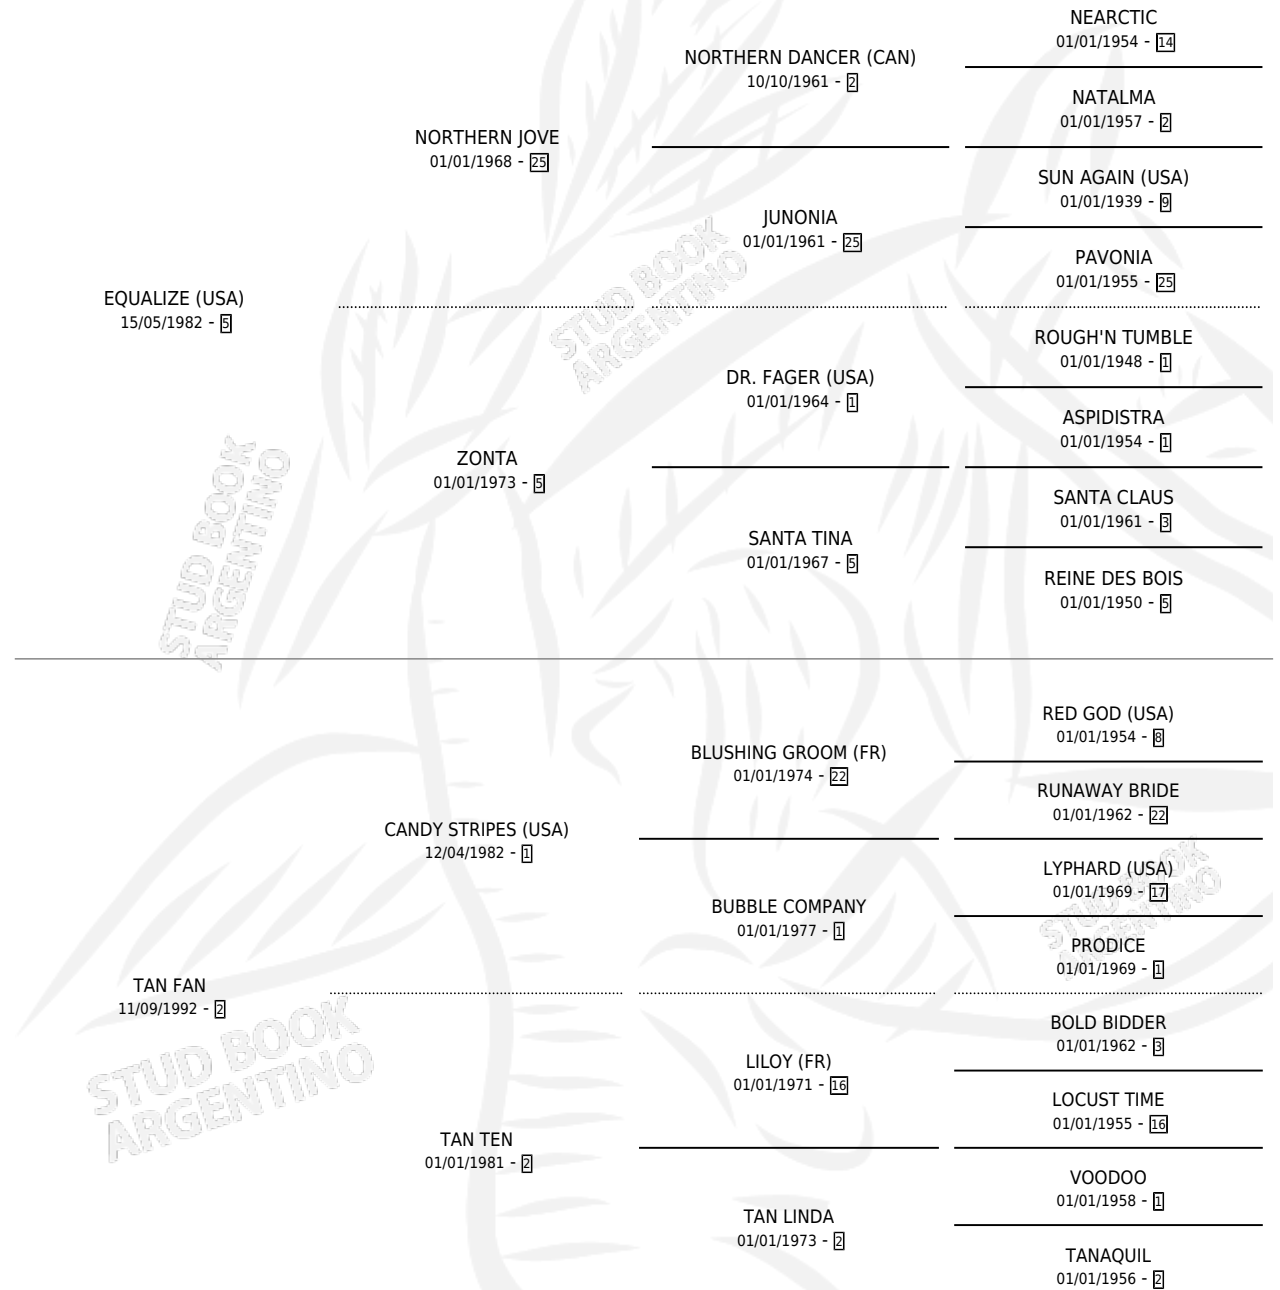 NEARCTIC
01/01/1954 - 14
NORTHERN DANCER (CAN)
10/10/1961 - 2
NATALMA
01/01/1957 - 2
NORTHERN JOVE
01/01/1968 - 25
SUN AGAIN (USA)
01/01/1939 - 9
JUNONIA
01/01/1961 - 25
PAVONIA
01/01/1955 - 25
EQUALIZE (USA)
15/05/1982 - 5
STUD BOOK
ARGENTINO
ROUGH'N TUMBLE
01/01/1948 - 1
DR. FAGER (USA)
01/01/1964 - 1
ASPIDISTRA
01/01/1954 - 1
ZONTA
01/01/1973 - 5
SANTA CLAUS
01/01/1961 - 3
SANTA TINA
01/01/1967 - 5
REINE DES BOIS
01/01/1950 - 5
STUD BOOK
ARGENTINO
RED GOD (USA)
01/01/1954 - 8
BLUSHING GROOM (FR)
01/01/1974 - 22
RUNAWAY BRIDE
01/01/1962 - 22
CANDY STRIPES (USA)
12/04/1982 - 1
LYPHARD (USA)
01/01/1969 - 17
BUBBLE COMPANY
01/01/1977 - 1
STUD BOOK
ARGENTINO
PRODICE
01/01/1969 - 1
TAN FAN
11/09/1992 - 2
STUD BOOK
ARGENTINO
BOLD BIDDER
01/01/1962 - 3
LILOY (FR)
01/01/1971 - 16
LOCUST TIME
01/01/1955 - 16
TAN TEN
01/01/1981 - 2
VOODOO
01/01/1958 - 1
TAN LINDA
01/01/1973 - 2
TANAQUIL
01/01/1956 - 2